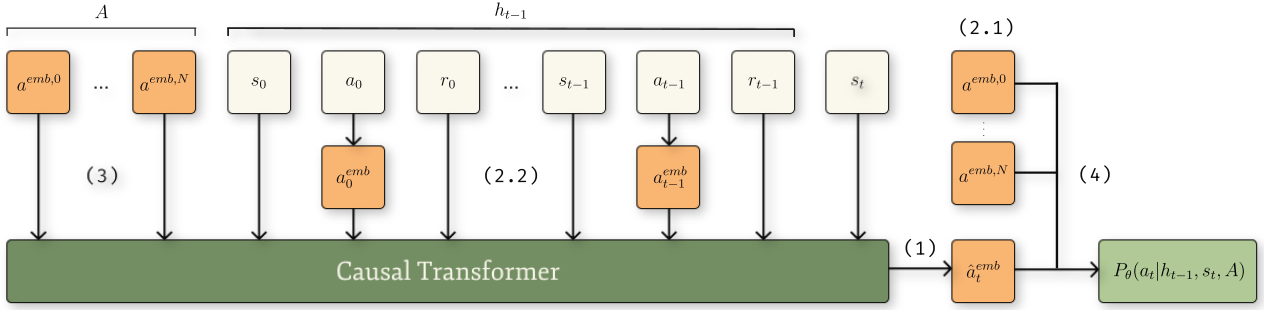 A h_{t-1} (2.1)
a^{emb,0} ... a^{emb,N} s_0 a_0 r_0 ... s_{t-1} a_{t-1} r_{t-1} s_t a^{emb,0}
⋮
(3) a_0^{emb} (2.2) a_{t-1}^{emb} a^{emb,N} (4)
Causal Transformer (1) â_t^{emb} P_θ(a_t|h_{t-1}, s_t, A)